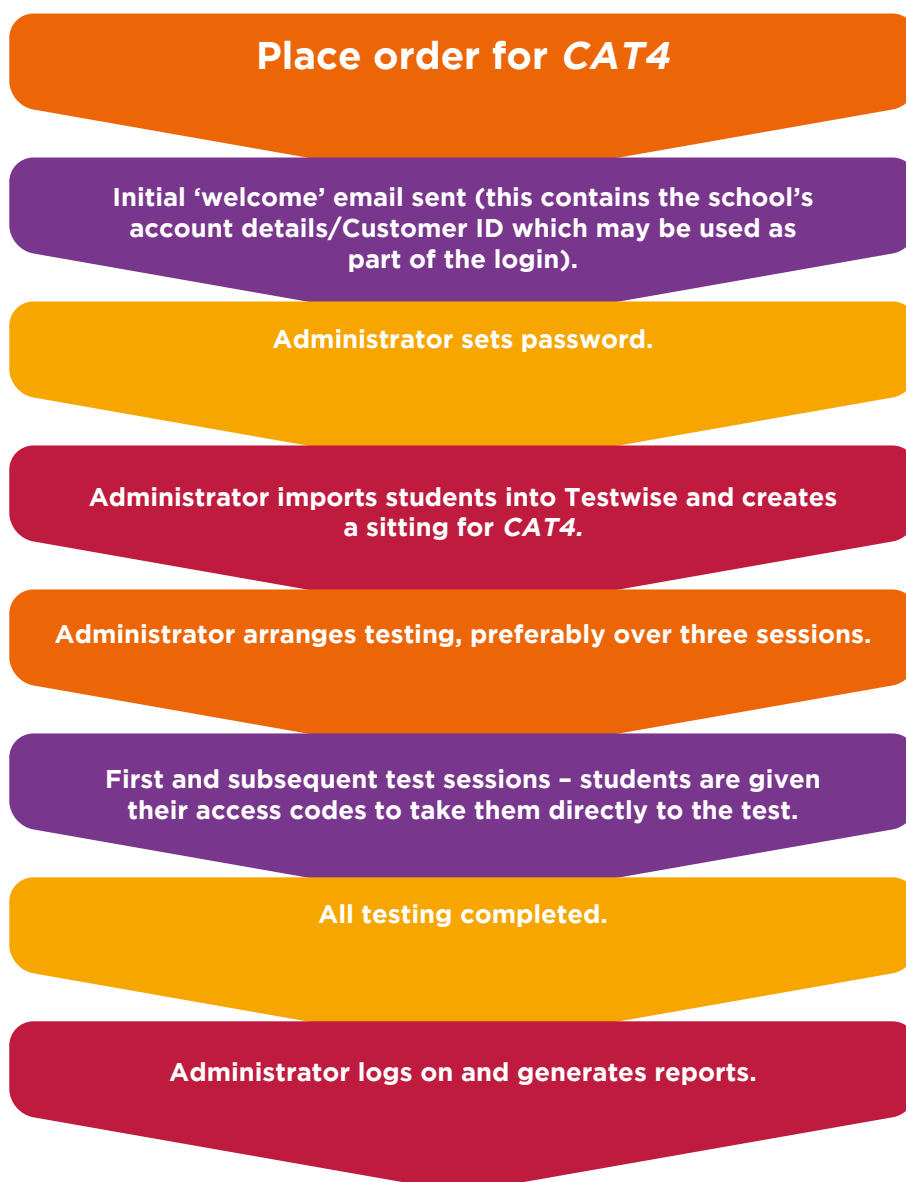 Place order for CAT4
Initial ‘welcome’ email sent (this contains the school’s
account details/Customer ID which may be used as
part of the login).
Administrator sets password.
Administrator imports students into Testwise and creates
a sitting for CAT4.
Administrator arranges testing, preferably over three sessions.
First and subsequent test sessions – students are given
their access codes to take them directly to the test.
All testing completed.
Administrator logs on and generates reports.